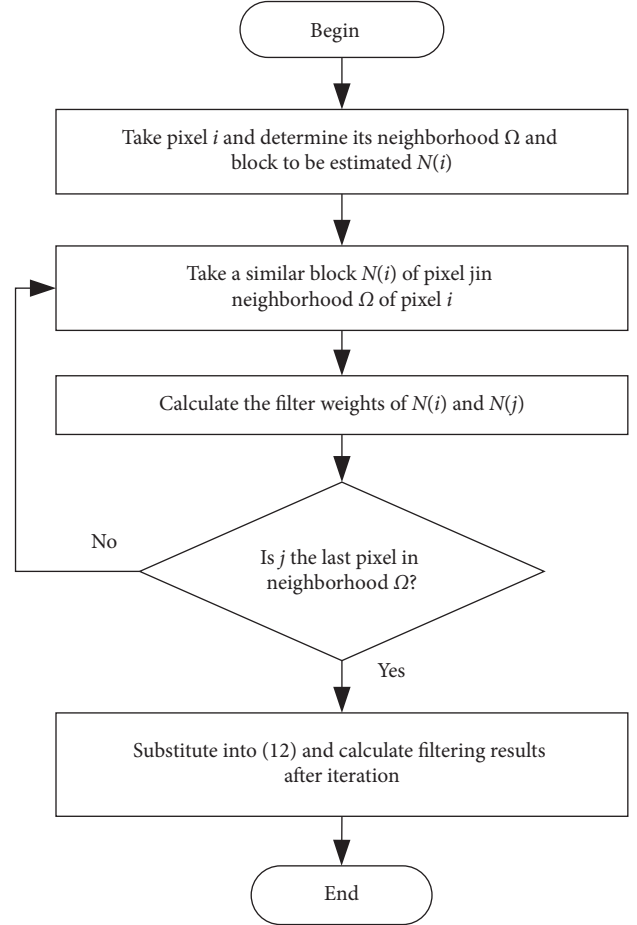 Begin
Take pixel i and determine its neighborhood Ω and
block to be estimated N(i)
Take a similar block N(i) of pixel jin
neighborhood Ω of pixel i
Calculate the filter weights of N(i) and N(j)
No
Is j the last pixel in
neighborhood Ω?
Yes
Substitute into (12) and calculate filtering results
after iteration
End